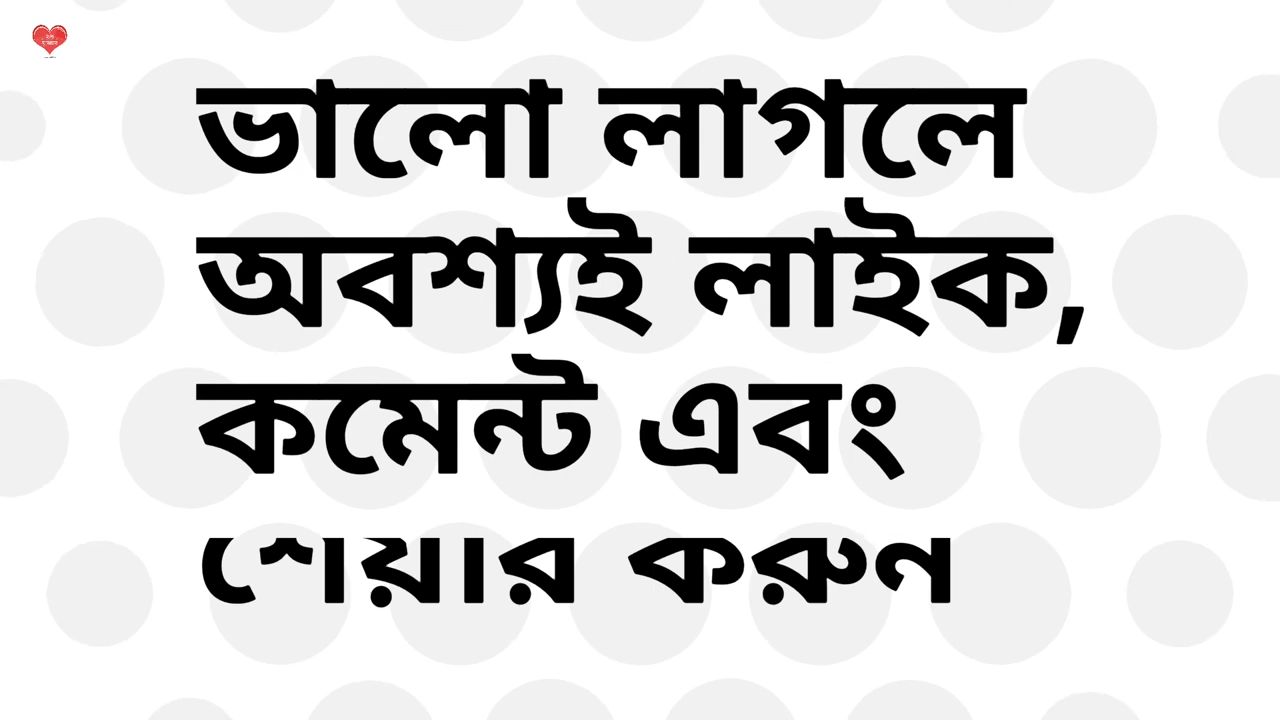 ভালো লাগলে
অবশ্যই লাইক,
কমেন্ট এবং
শেয়ার করুন